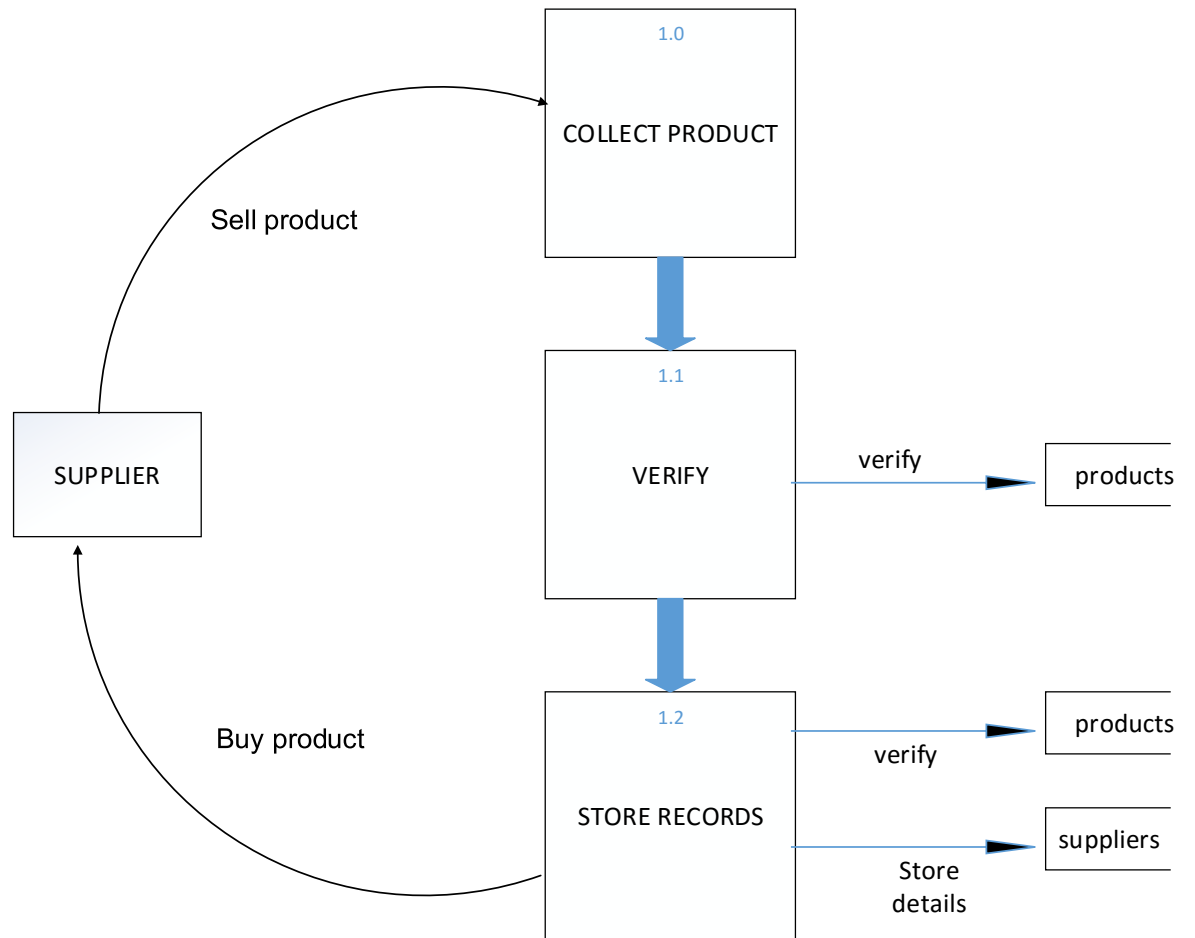 1.0
COLLECT PRODUCT
Sell product
1.1
SUPPLIER
VERIFY
verify
products
1.2
Buy product
products
verify
STORE RECORDS
suppliers
Store
details